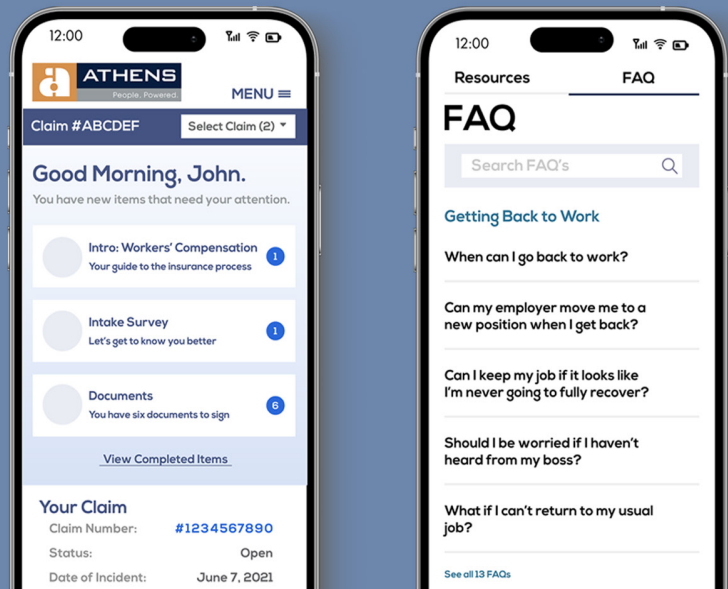 12:00
a
ATHENS
People, Powered.
MENU
Claim #ABCDEF
Select Claim (2)
Good Morning, John.
You have new items that need your attention.
Intro: Workers' Compensation
Your guide to the insurance process
1
Intake Survey
Let's get to know you better
1
Documents
You have six documents to sign
6
View Completed Items
Your Claim
Claim Number: #1234567890
Status: Open
Date of Incident: June 7, 2021
12:00
Resources FAQ
FAQ
Search FAQ's
Getting Back to Work
When can I go back to work?
Can my employer move me to a
new position when I get back?
Can I keep my job if it looks like
I'm never going to fully recover?
Should I be worried if I haven't
heard from my boss?
What if I can't return to my usual
job?
See all 13 FAQs